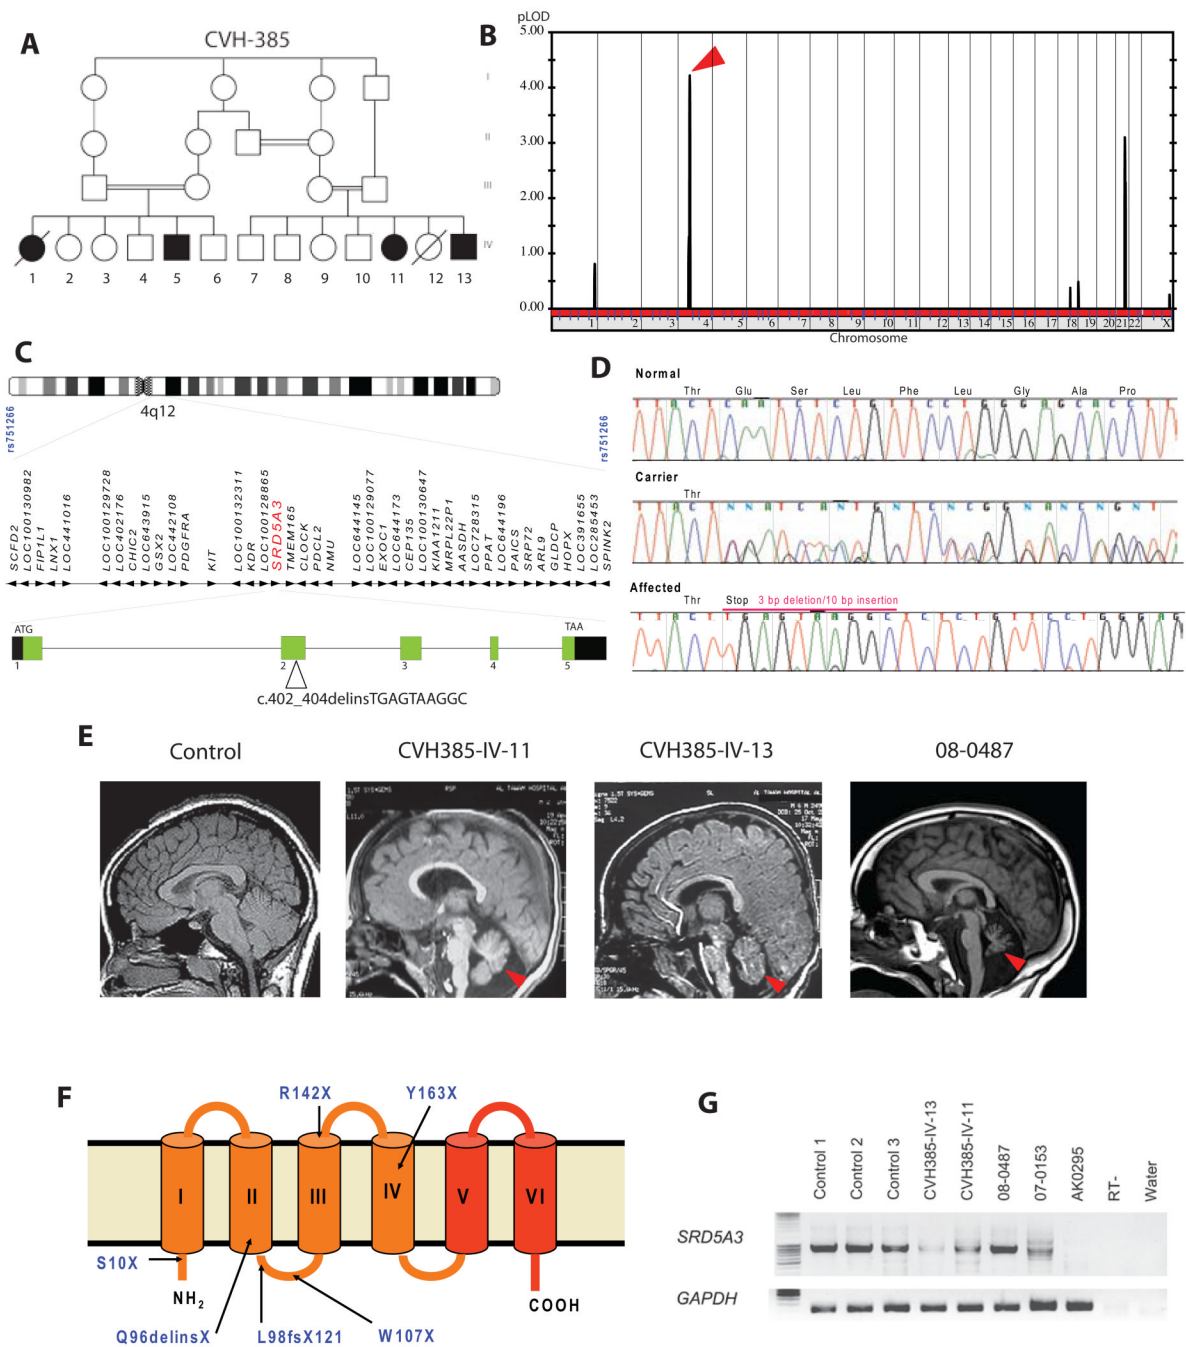 A
CVH-385
I
II
III
IV
1 2 3 4 5 6 7 8 9 10 11 12 13
B
pLOD
5.00
4.00
3.00
2.00
1.00
0.00
1 2 3 4 5 6 7 8 9 10 11 12 13 14 15 16 17 18 19 20 21 22 X
Chromosome
C
4q12
rs751266
rs751266
SCFD2
LOC100130982
FIP1L1
LNX1
LOC441016
LOC100129728
LOC402176
CHIC2
LOC643915
GSX2
LOC442108
PDGFRA
KIT
LOC100132311
KDR
LOC100128865
SRD5A3
TMEM165
CLOCK
PDCL2
NMU
LOC644145
LOC100129077
EXOC1
LOC644173
CEP135
LOC100130647
KIAA1211
MRPL22P1
AASDH
LOC728315
PPAT
LOC644196
PAICS
SRP72
ARL9
GLDCP
HOPX
LOC391655
LOC285453
SPINK2
ATG
TAA
1 2 3 4 5
c.402_404delinsTGAGTAAGGC
D
Normal
Thr Glu Ser Leu Phe Leu Gly Ala Pro
T T A C T C A A T C T C T G T T C C T G G G A G C A C C T T
Carrier
Thr
Affected
Thr Stop 3 bp deletion/10 bp insertion
T T A C T T G A G T A A G G C T C T C T G T T C C T G G G A G
E
Control
CVH385-IV-11
CVH385-IV-13
08-0487
F
R142X
Y163X
I II III IV V VI
S10X
NH2
COOH
Q96delinsX
L98fsX121
W107X
G
Control 1
Control 2
Control 3
CVH385-IV-13
CVH385-IV-11
08-0487
07-0153
AK0295
RT-
Water
SRD5A3
GAPDH